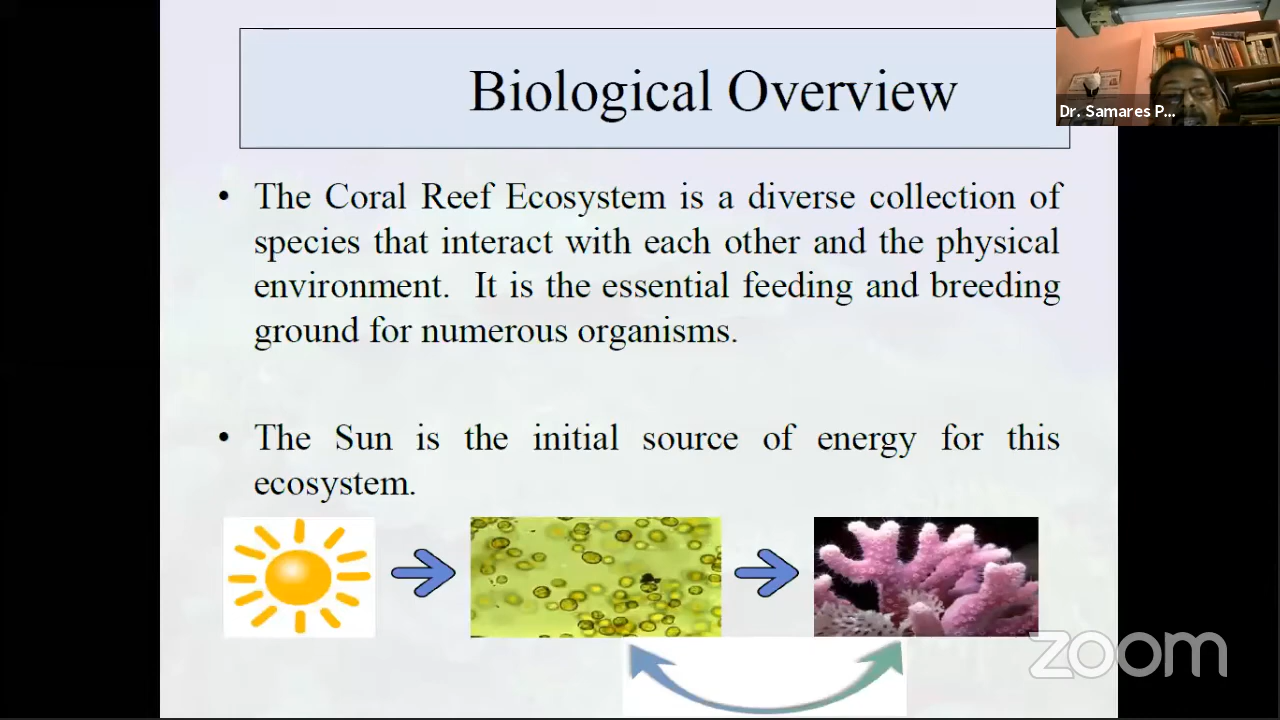 Biological Overview
Dr. Samares P...
• The Coral Reef Ecosystem is a diverse collection of
species that interact with each other and the physical
environment. It is the essential feeding and breeding
ground for numerous organisms.
• The Sun is the initial source of energy for this
ecosystem.
zoom